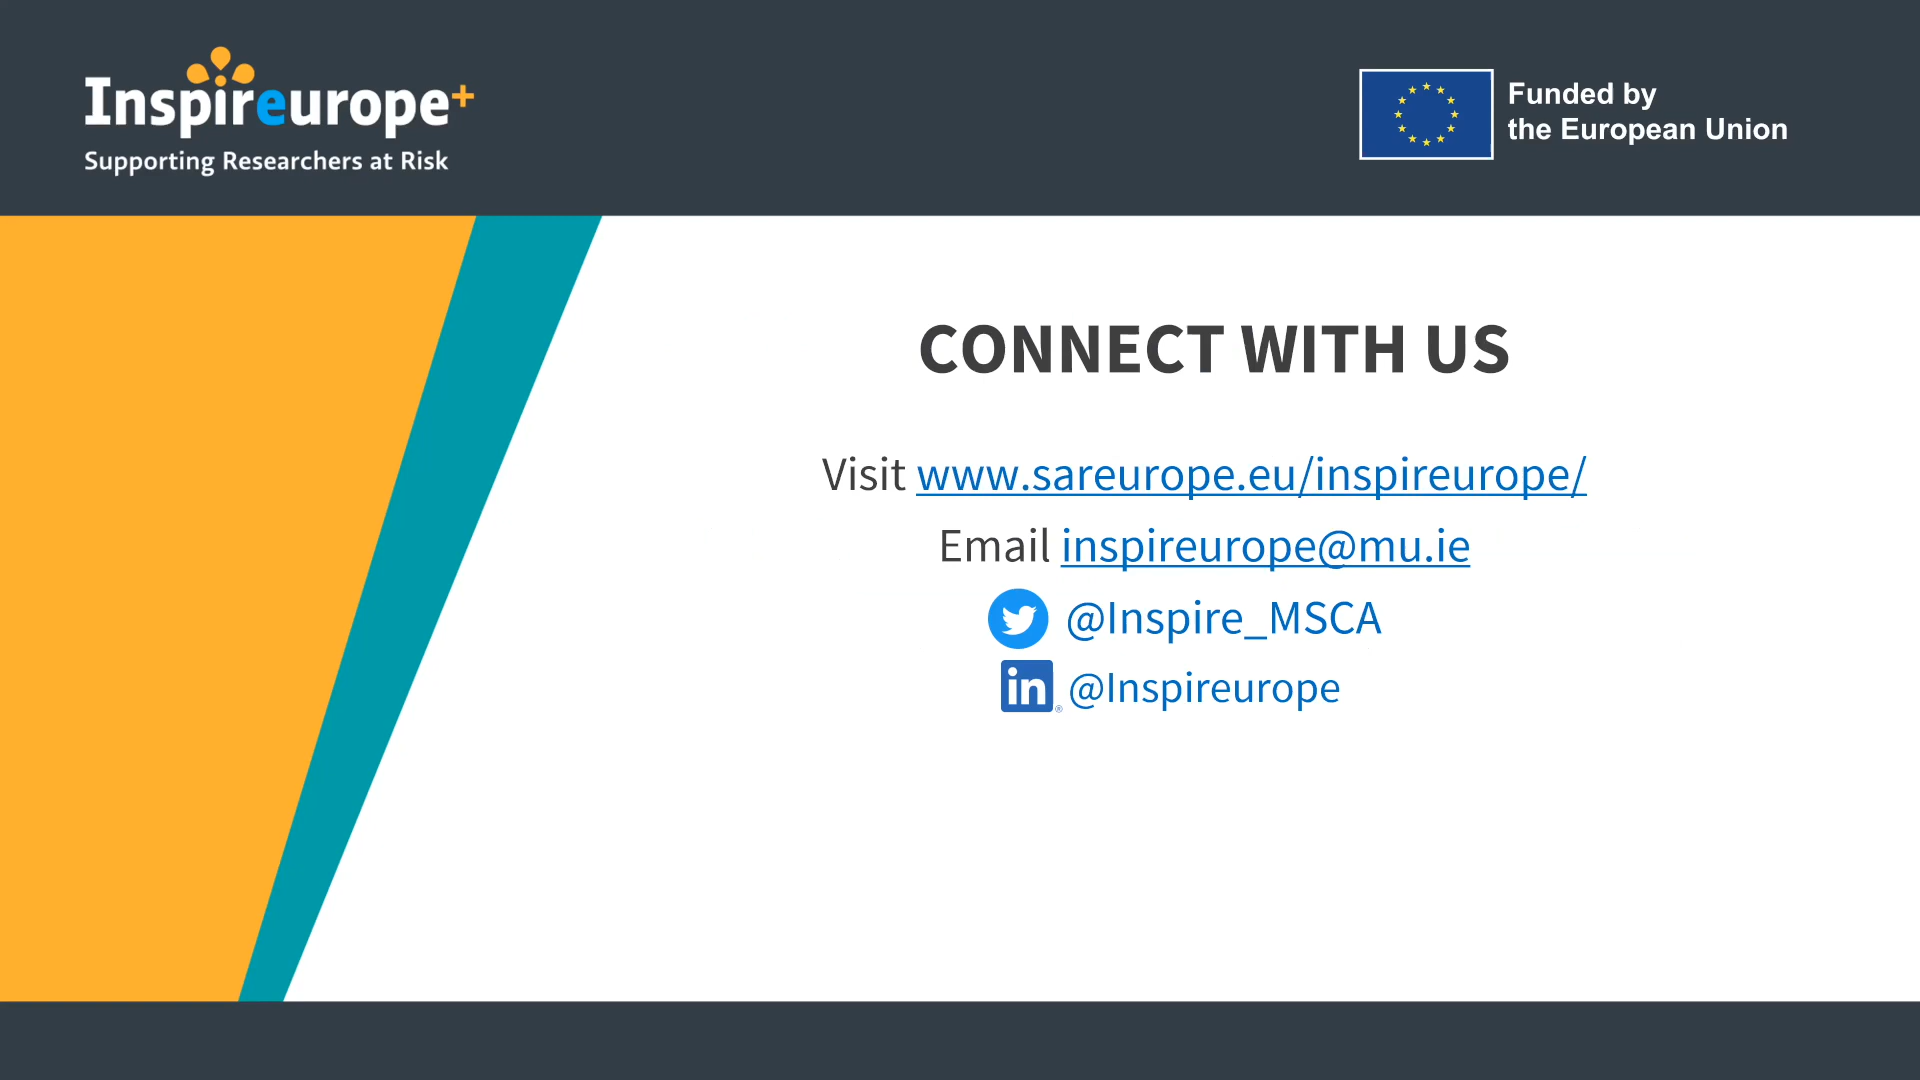 Inspireurope+
Supporting Researchers at Risk
Funded by
the European Union
CONNECT WITH US
Visit www.sareurope.eu/inspireurope/
Email inspireurope@mu.ie
@Inspire_MSCA
in® @Inspireurope